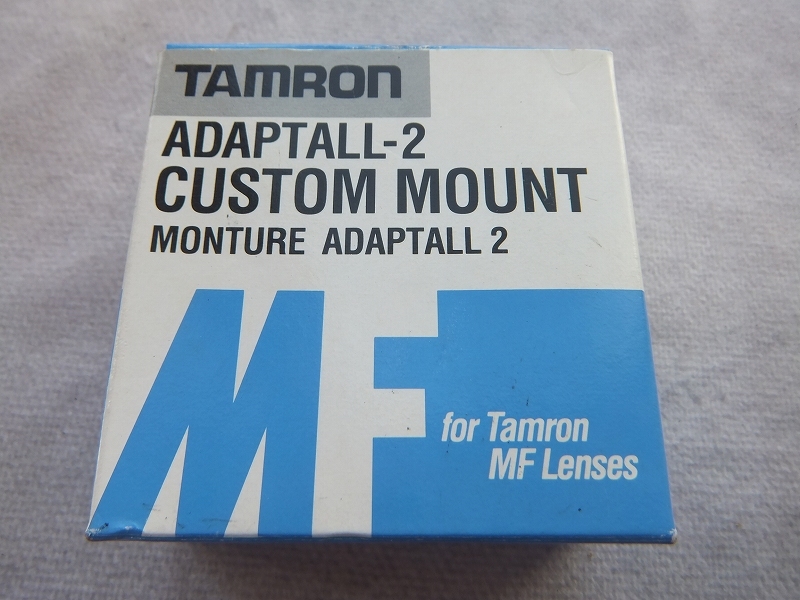 TAMRON
ADAPTALL-2
CUSTOM MOUNT
MONTURE ADAPTALL 2
MF
for Tamron
MF Lenses